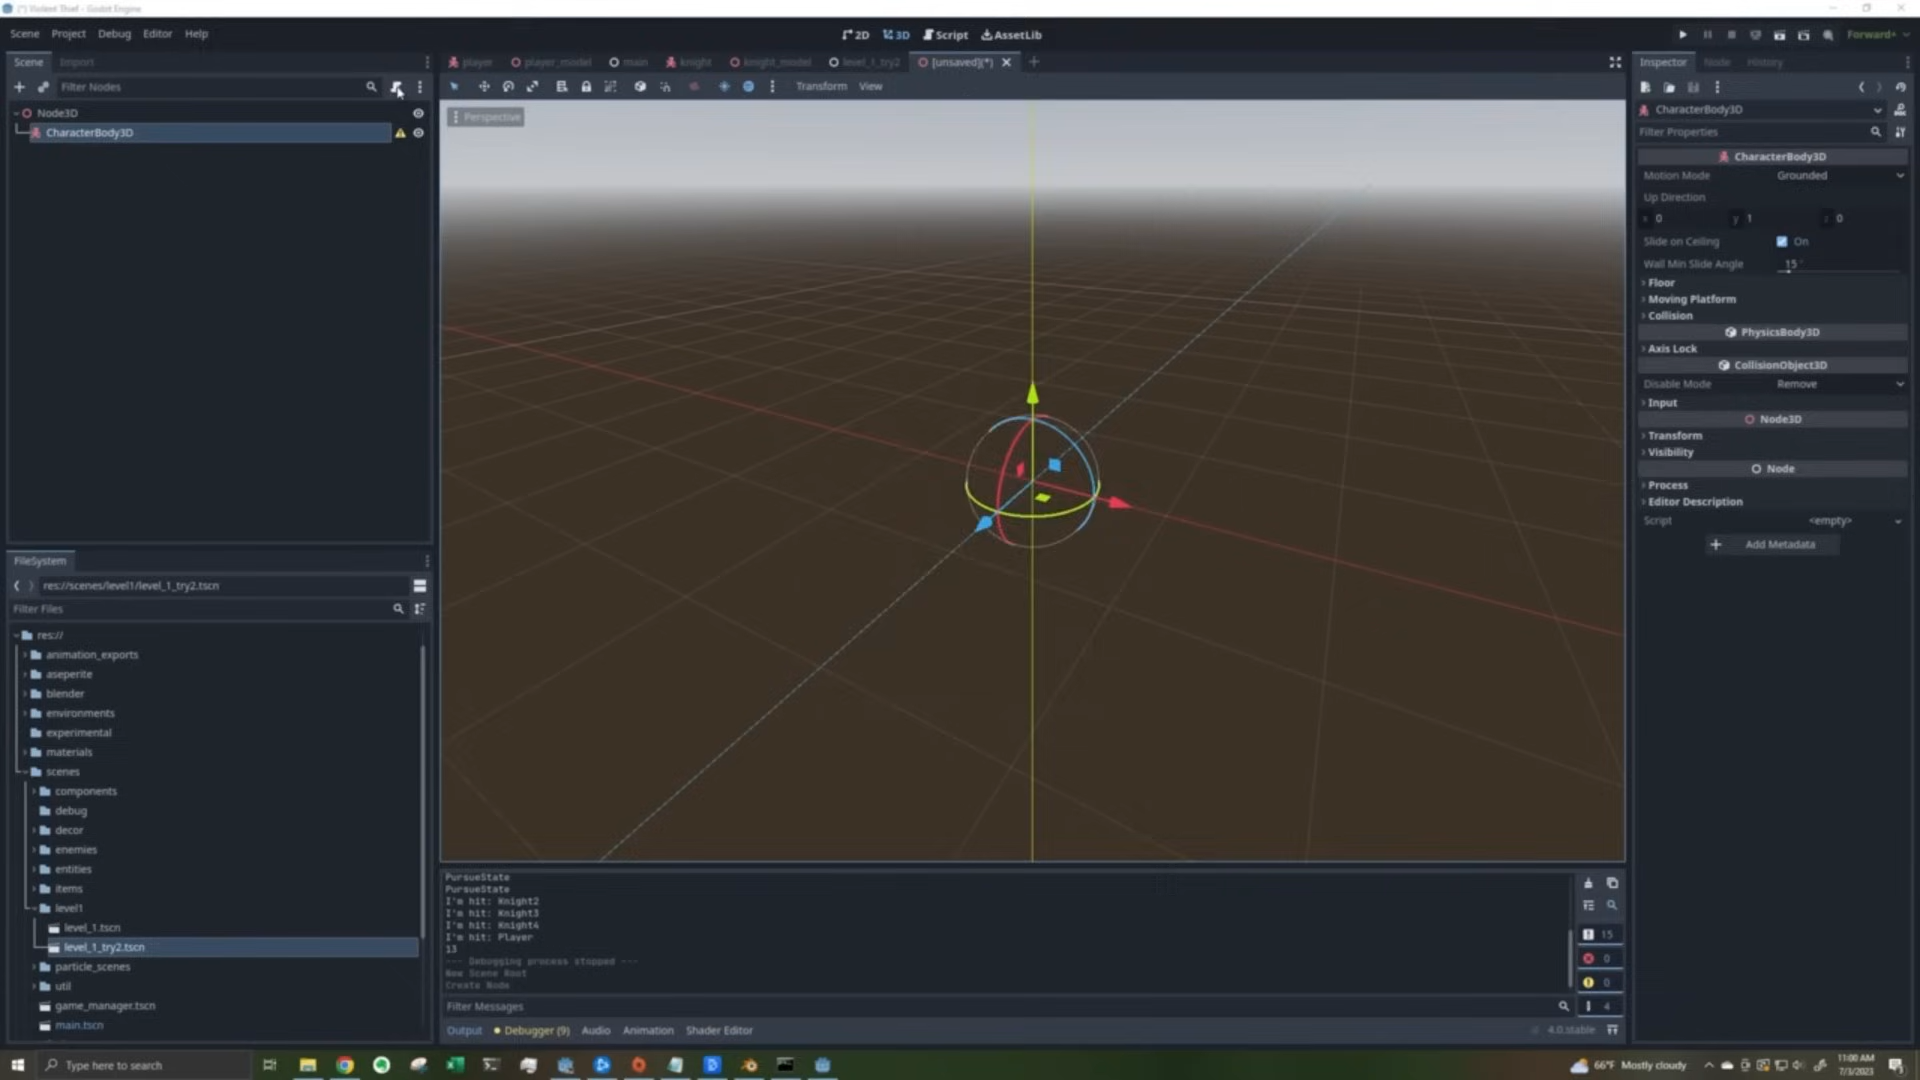 (*) Violent Thief - Godot Engine
Scene Project Debug Editor Help
2D 3D Script AssetLib
Forward+
Scene Import
player player_model main knight knight_model level_1_try2 [unsaved](*)
Inspector Node History
Filter Nodes
Transform View
Node3D
CharacterBody3D
Perspective
CharacterBody3D
Filter Properties
CharacterBody3D
Motion Mode Grounded
Up Direction
x 0 y 1 z 0
Slide on Ceiling On
Wall Min Slide Angle 15 °
Floor
Moving Platform
Collision
PhysicsBody3D
Axis Lock
CollisionObject3D
Disable Mode Remove
Input
Node3D
Transform
Visibility
Node
Process
Editor Description
Script <empty>
Add Metadata
FileSystem
res://scenes/level1/level_1_try2.tscn
Filter Files
res://
animation_exports
aseperite
blender
environments
experimental
materials
scenes
components
debug
decor
enemies
entities
items
level1
level_1.tscn
level_1_try2.tscn
particle_scenes
util
game_manager.tscn
main.tscn
PursueState
PursueState
I'm hit: Knight2
I'm hit: Knight3
I'm hit: Knight4
I'm hit: Player
13
--- Debugging process stopped ---
New Scene Root
Create Node
15
0
0
4
Filter Messages
Output Debugger (9) Audio Animation Shader Editor
4.0.stable
Type here to search
66°F Mostly cloudy
11:00 AM
7/3/2023